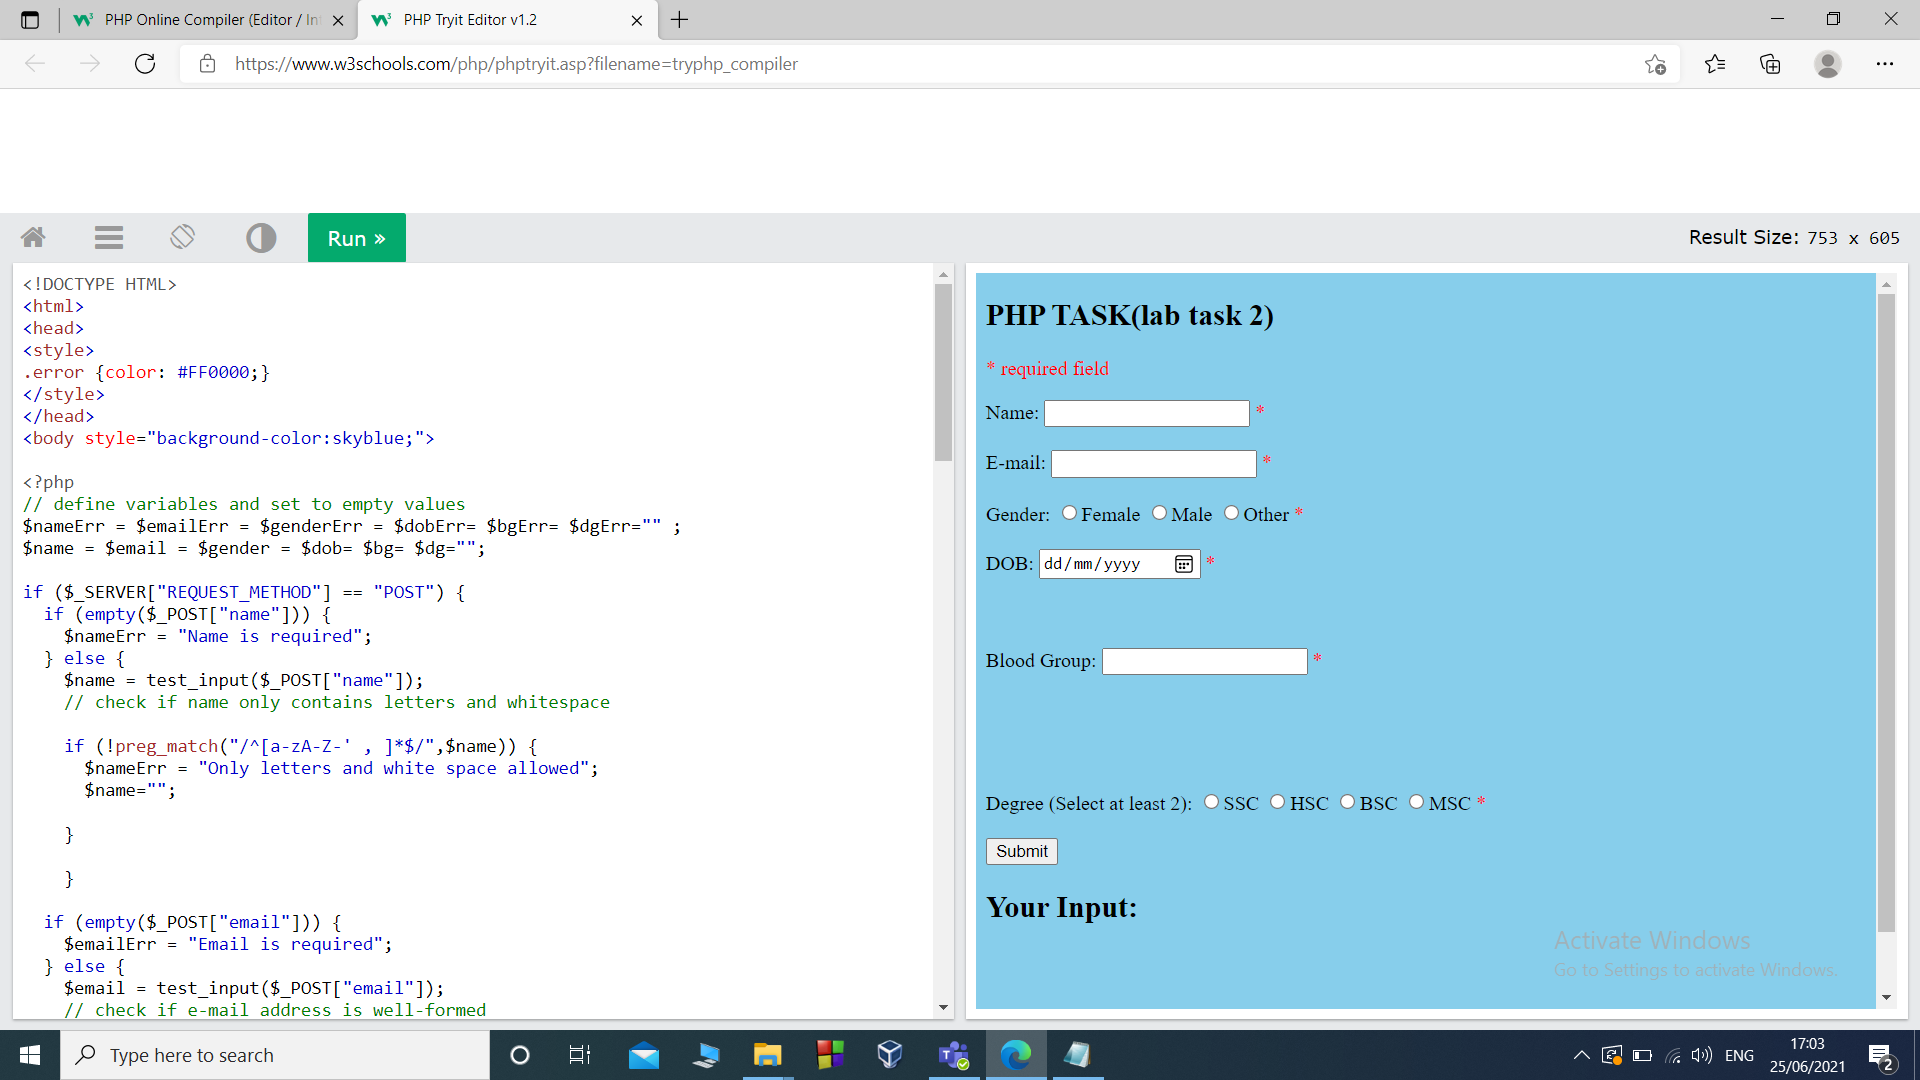 PHP Online Compiler (Editor / In
PHP Tryit Editor v1.2
https://www.w3schools.com/php/phptryit.asp?filename=tryphp_compiler
Run »
Result Size: 753 x 605
<!DOCTYPE HTML>
<html>
<head>
<style>
.error {color: #FF0000;}
</style>
</head>
<body style="background-color:skyblue;">
<?php
// define variables and set to empty values
$nameErr = $emailErr = $genderErr = $dobErr= $bgErr= $dgErr="" ;
$name = $email = $gender = $dob= $bg= $dg="";
if ($_SERVER["REQUEST_METHOD"] == "POST") {
if (empty($_POST["name"])) {
$nameErr = "Name is required";
} else {
$name = test_input($_POST["name"]);
// check if name only contains letters and whitespace
if (!preg_match("/^[a-zA-Z-' , ]*$/",$name)) {
$nameErr = "Only letters and white space allowed";
$name="";
}
}
if (empty($_POST["email"])) {
$emailErr = "Email is required";
} else {
$email = test_input($_POST["email"]);
// check if e-mail address is well-formed
PHP TASK(lab task 2)
* required field
Name: *
E-mail: *
Gender: Female Male Other *
DOB: dd/mm/yyyy *
Blood Group: *
Degree (Select at least 2): SSC HSC BSC MSC *
Submit
Your Input:
Activate Windows
Go to Settings to activate Windows.
Type here to search
ENG
17:03
25/06/2021
2